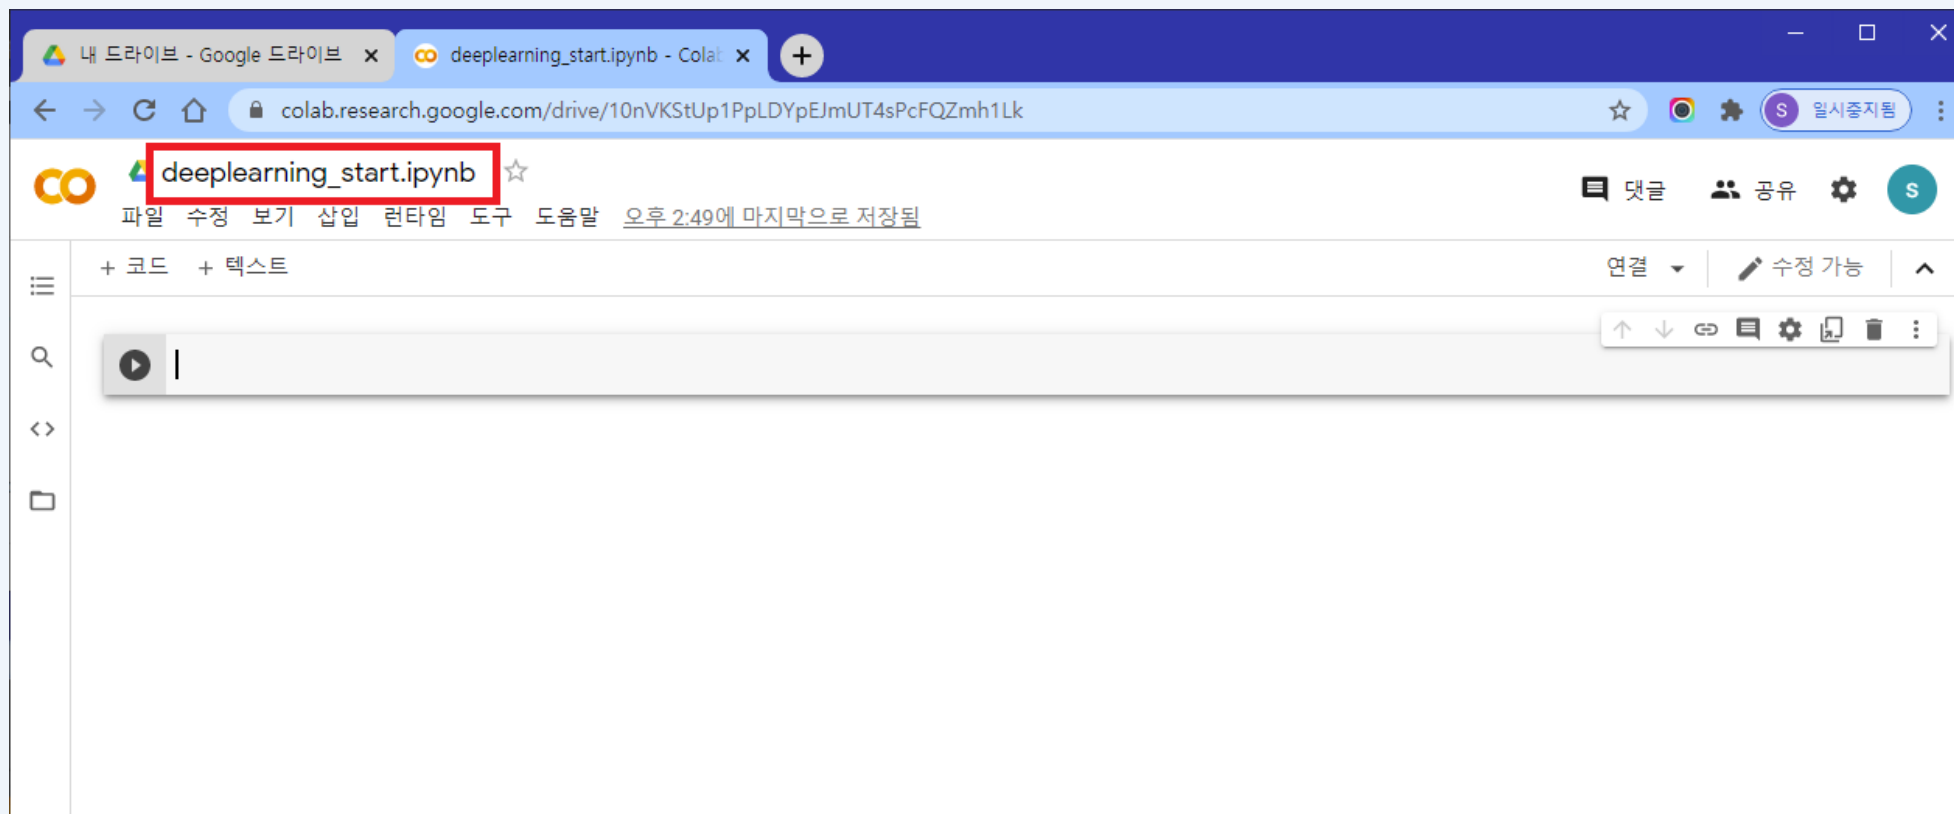 내 드라이브 - Google 드라이브
deeplearning_start.ipynb - Colab
colab.research.google.com/drive/10nVKStUp1PpLDYpEJmUT4sPcFQZmh1Lk
S 일시중지됨
deeplearning_start.ipynb
댓글 공유 S
파일 수정 보기 삽입 런타임 도구 도움말 오후 2:49에 마지막으로 저장됨
+ 코드 + 텍스트 연결 수정 가능